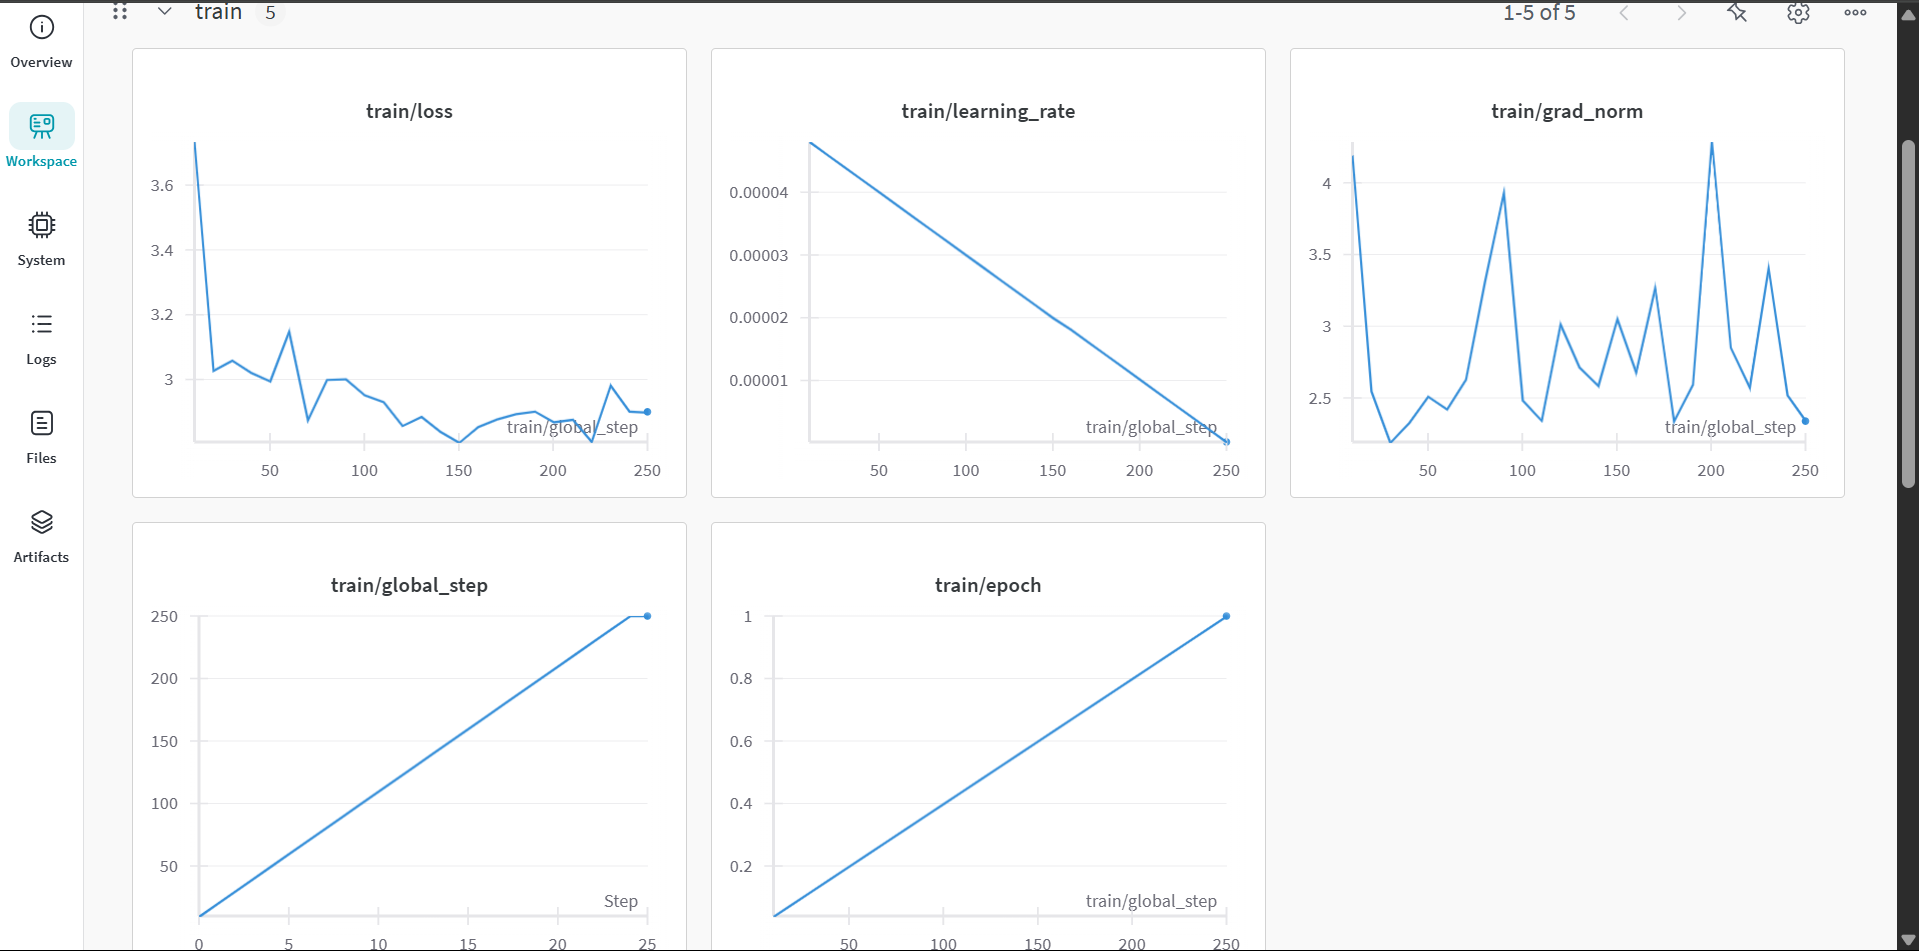 train 5
1-5 of 5
Overview
Workspace
System
Logs
Files
Artifacts
train/loss
3.6
3.4
3.2
3
train/global_step
50 100 150 200 250
train/learning_rate
0.00004
0.00003
0.00002
0.00001
train/global_step
50 100 150 200 250
train/grad_norm
4
3.5
3
2.5
train/global_step
50 100 150 200 250
train/global_step
250
200
150
100
50
Step
0 5 10 15 20 25
train/epoch
1
0.8
0.6
0.4
0.2
train/global_step
50 100 150 200 250